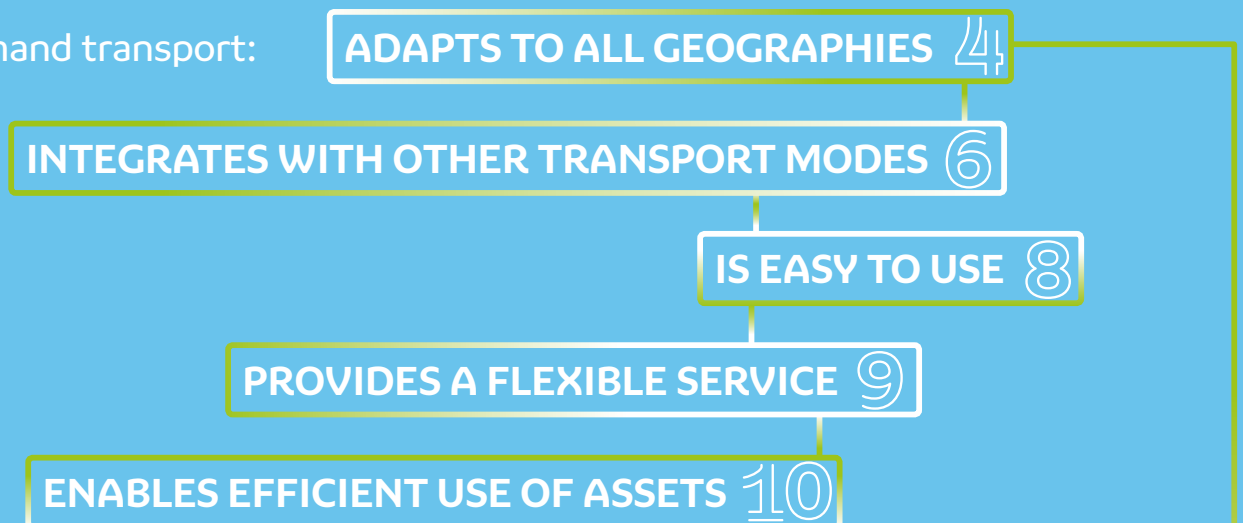 transport:
ADAPTS TO ALL GEOGRAPHIES 4
INTEGRATES WITH OTHER TRANSPORT MODES 6
IS EASY TO USE 8
PROVIDES A FLEXIBLE SERVICE 9
ENABLES EFFICIENT USE OF ASSETS 10